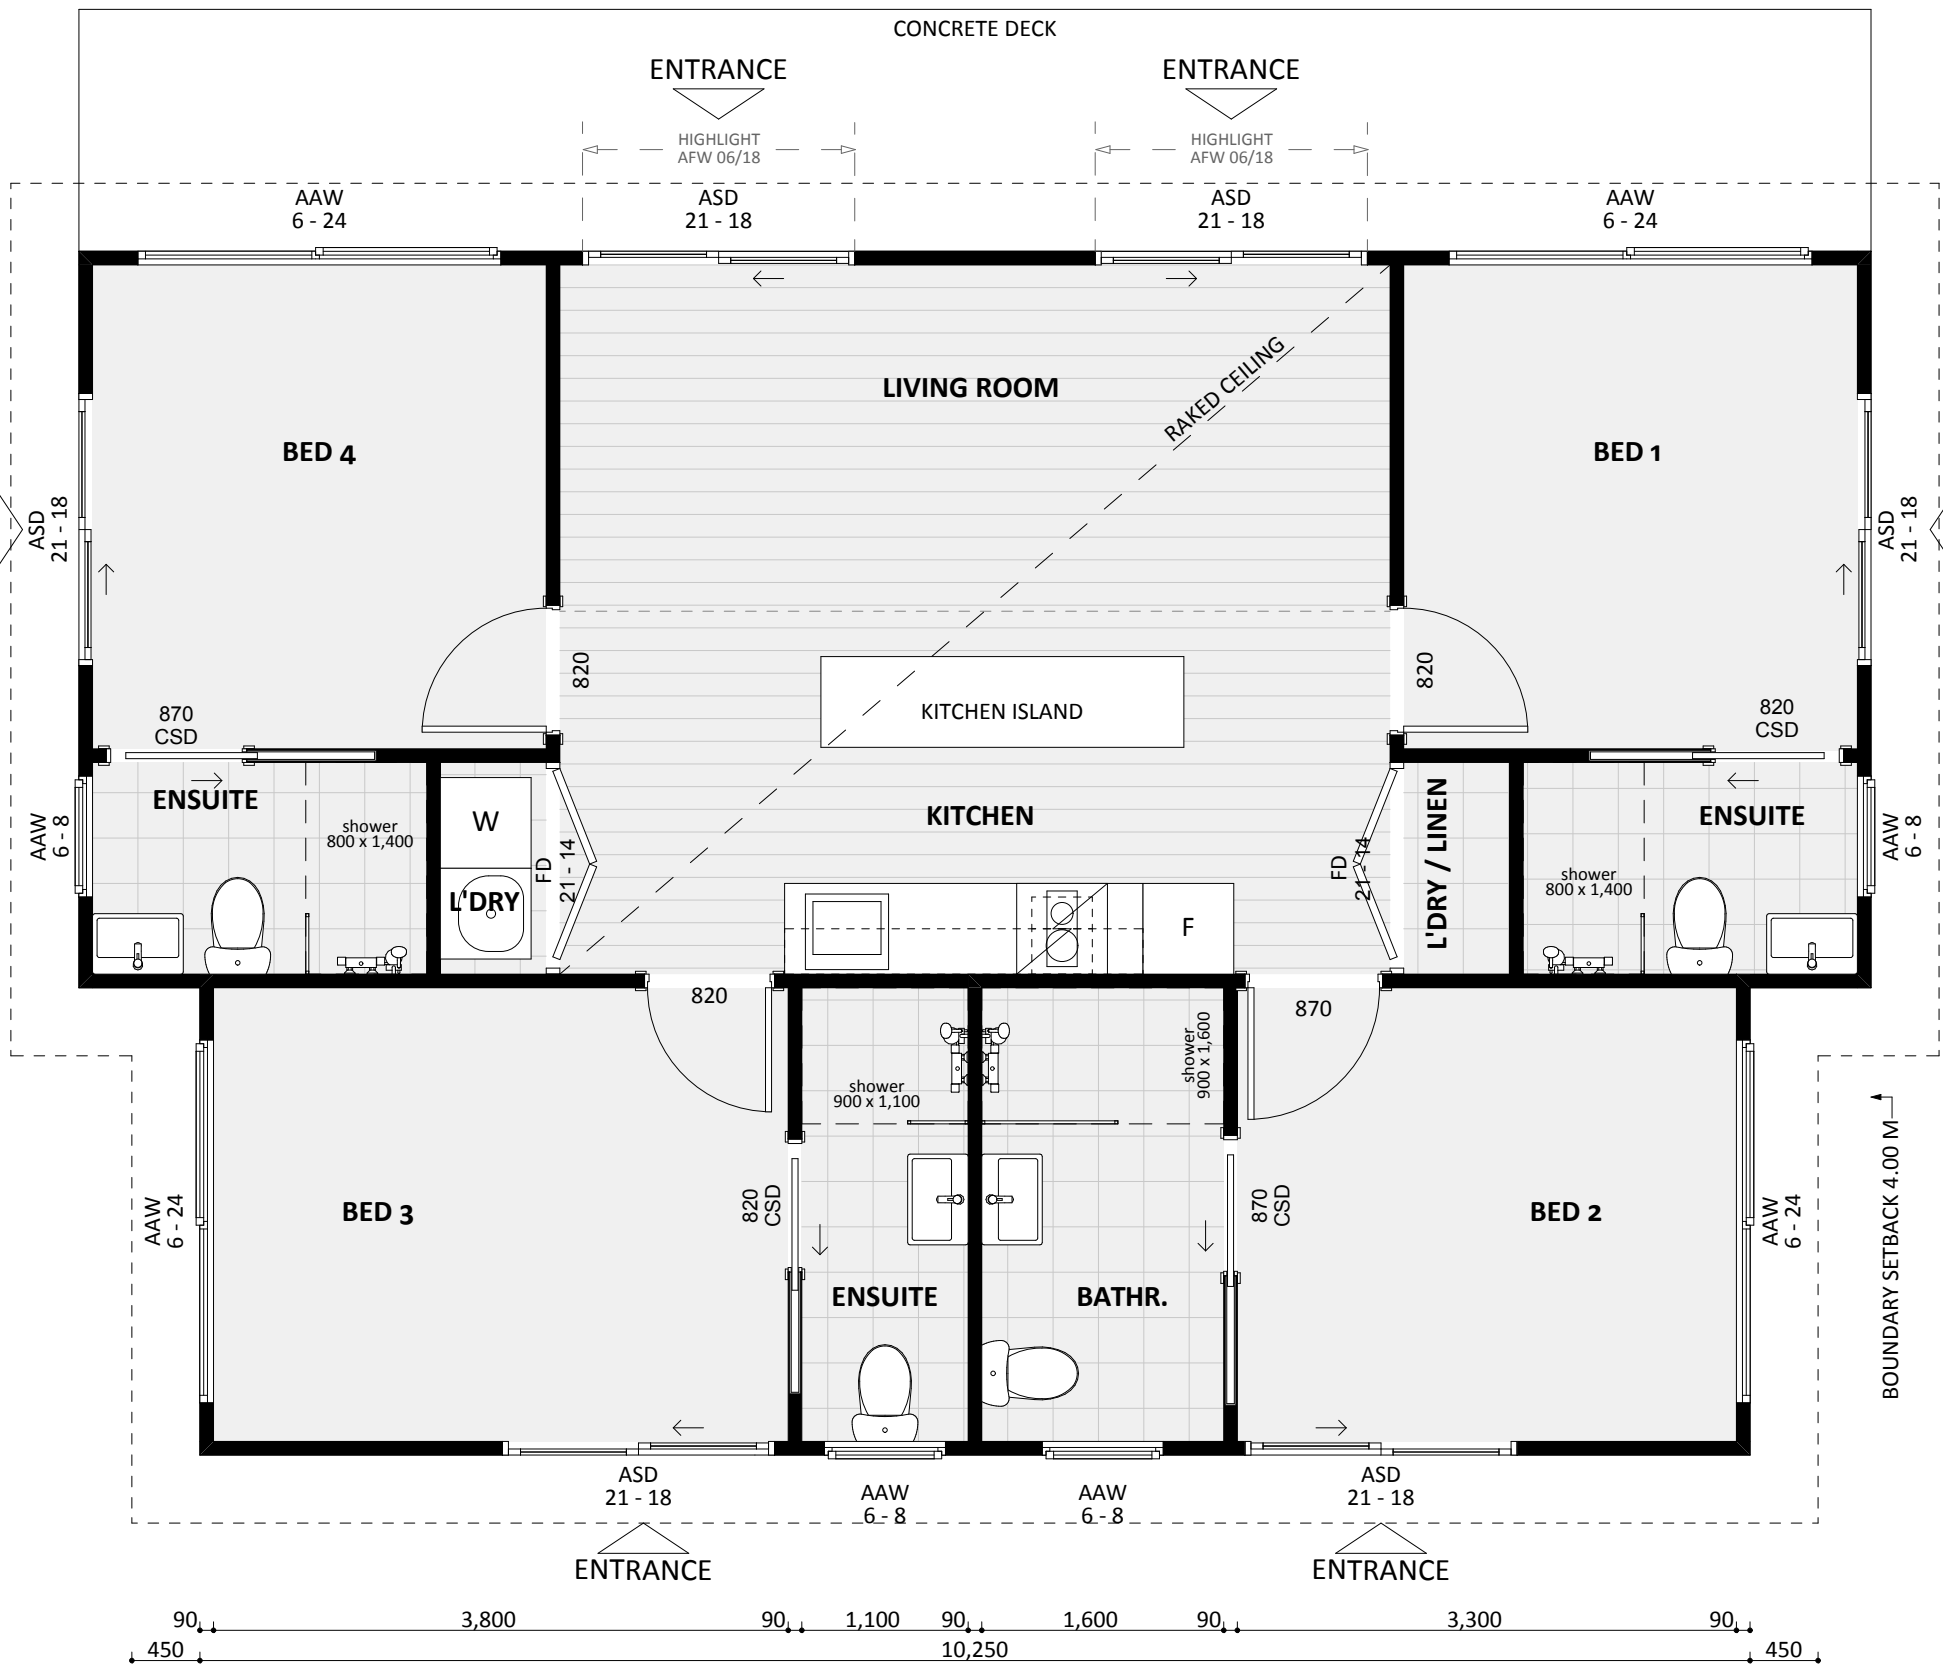 CONCRETE DECK
ENTRANCE
ENTRANCE
HIGHLIGHT
AFW 06/18
HIGHLIGHT
AFW 06/18
AAW
6 - 24
ASD
21 - 18
ASD
21 - 18
AAW
6 - 24
LIVING ROOM
RAKED CEILING
BED 4
BED 1
ASD
21 - 18
ASD
21 - 18
820
820
KITCHEN ISLAND
870
CSD
820
CSD
ENSUITE
shower
800 x 1,400
AAW
6 - 8
W
L'DRY
FD
21 - 14
KITCHEN
F
FD
21 - 14
L'DRY / LINEN
ENSUITE
shower
800 x 1,400
AAW
6 - 8
820
870
shower
900 x 1,100
shower
900 x 1,600
BED 3
AAW
6 - 24
820
CSD
870
CSD
BED 2
AAW
6 - 24
BOUNDARY SETBACK 4.00 M
ENSUITE
BATHR.
ASD
21 - 18
AAW
6 - 8
AAW
6 - 8
ASD
21 - 18
ENTRANCE
ENTRANCE
90 3,800 90 1,100 90 1,600 90 3,300 90
450 10,250 450